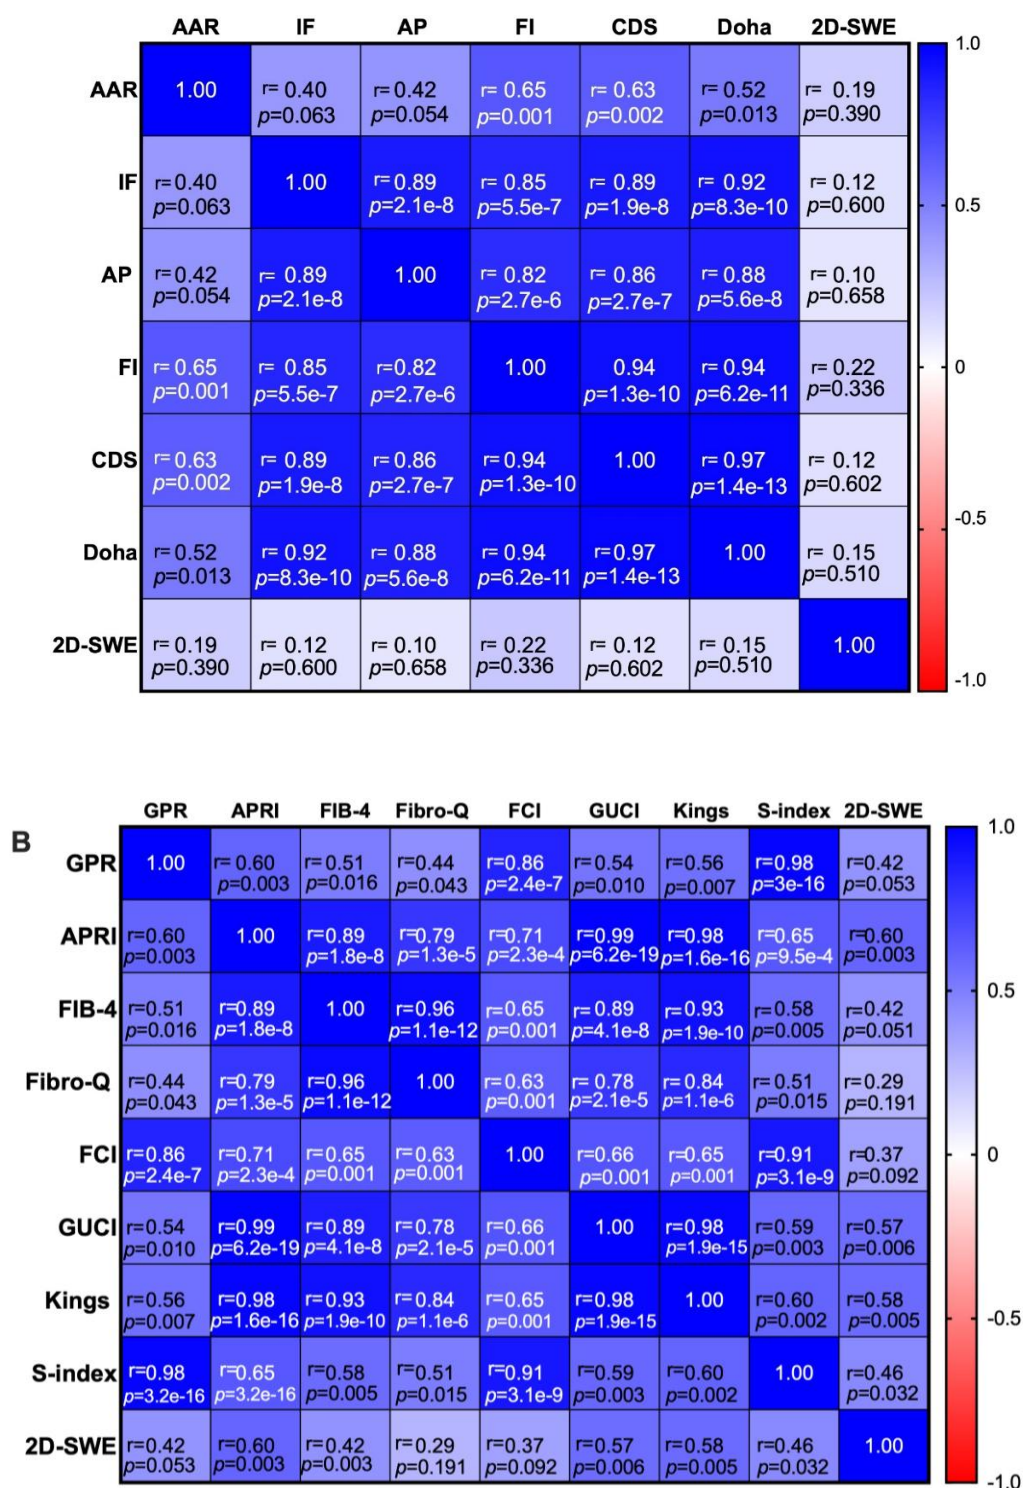 AAR IF AP FI CDS Doha 2D-SWE
AAR 1.00 r= 0.40 r= 0.42 r= 0.65 r= 0.63 r= 0.52 r= 0.19 1.0
p=0.063 p=0.054 p=0.001 p=0.002 p=0.013 p=0.390
IF r= 0.40 1.00 r= 0.89 r= 0.85 r= 0.89 r= 0.92 r= 0.12
p=0.063 p=2.1e-8 p=5.5e-7 p=1.9e-8 p=8.3e-10 p=0.600 0.5
AP r= 0.42 r= 0.89 1.00 r= 0.82 r= 0.86 r= 0.88 r= 0.10
p=0.054 p=2.1e-8 p=2.7e-6 p=2.7e-7 p=5.6e-8 p=0.658
FI r= 0.65 r= 0.85 r=0.82 1.00 0.94 r= 0.94 r= 0.22 0
p=0.001 p=5.5e-7 p=2.7e-6 p=1.3e-10 p=6.2e-11 p=0.336
CDS r= 0.63 r= 0.89 r= 0.86 r= 0.94 1.00 r= 0.97 r= 0.12
p=0.002 p=1.9e-8 p=2.7e-7 p=1.3e-10 p=1.4e-13 p=0.602 -0.5
Doha r= 0.52 r= 0.92 r= 0.88 r= 0.94 r= 0.97 1.00 r= 0.15
p=0.013 p=8.3e-10 p=5.6e-8 p=6.2e-11 p=1.4e-13 p=0.510
2D-SWE r= 0.19 r= 0.12 r= 0.10 r= 0.22 r= 0.12 r= 0.15 1.00
p=0.390 p=0.600 p=0.658 p=0.336 p=0.602 p=0.510 -1.0
B
GPR APRI FIB-4 Fibro-Q FCI GUCI Kings S-index 2D-SWE
GPR 1.00 r= 0.60 r=0.51 r=0.44 r=0.86 r=0.54 r=0.56 r=0.98 r=0.42 1.0
p=0.003 p=0.016 p=0.043 p=2.4e-7 p=0.010 p=0.007 p=3e-16 p=0.053
APRI r=0.60 1.00 r=0.89 r=0.79 r=0.71 r=0.99 r=0.98 r=0.65 r=0.60
p=0.003 p=1.8e-8 p=1.3e-5 p=2.3e-4 p=6.2e-19 p=1.6e-16 p=9.5e-4 p=0.003
FIB-4 r=0.51 r=0.89 1.00 r=0.96 r=0.65 r= 0.89 r= 0.93 r= 0.58 r=0.42 0.5
p=0.016 p=1.8e-8 p=1.1e-12 p=0.001 p=4.1e-8 p=1.9e-10 p=0.005 p=0.051
Fibro-Q r= 0.44 r=0.79 r=0.96 1.00 r=0.63 r=0.78 r= 0.84 r= 0.51 r=0.29
p=0.043 p=1.3e-5 p=1.1e-12 p=0.001 p=2.1e-5 p=1.1e-6 p=0.015 p=0.191
FCI r=0.86 r=0.71 r=0.65 r=0.63 1.00 r=0.66 r=0.65 r=0.91 r=0.37 0
p=2.4e-7 p=2.3e-4 p=0.001 p=0.001 p=0.001 p=0.001 p=3.1e-9 p=0.092
GUCI r=0.54 r=0.99 r=0.89 r=0.78 r=0.66 1.00 r=0.98 r=0.59 r=0.57
p=0.010 p=6.2e-19 p=4.1e-8 p=2.1e-5 p=0.001 p=1.9e-15 p=0.003 p=0.006
Kings r=0.56 r=0.98 r=0.93 r=0.84 r=0.65 r=0.98 1.00 r=0.60 r=0.58 -0.5
p=0.007 p=1.6e-16 p=1.9e-10 p=1.1e-6 p=0.001 p=1.9e-15 p=0.002 p=0.005
S-index r=0.98 r=0.65 r=0.58 r=0.51 r=0.91 r=0.59 r=0.60 1.00 r=0.46
p=3.2e-16 p=3.2e-16 p=0.005 p=0.015 p=3.1e-9 p=0.003 p=0.002 p=0.032
2D-SWE r=0.42 r=0.60 r=0.42 r=0.29 r=0.37 r=0.57 r=0.58 r=0.46 1.00
p=0.053 p=0.003 p=0.003 p=0.191 p=0.092 p=0.006 p=0.005 p=0.032 -1.0